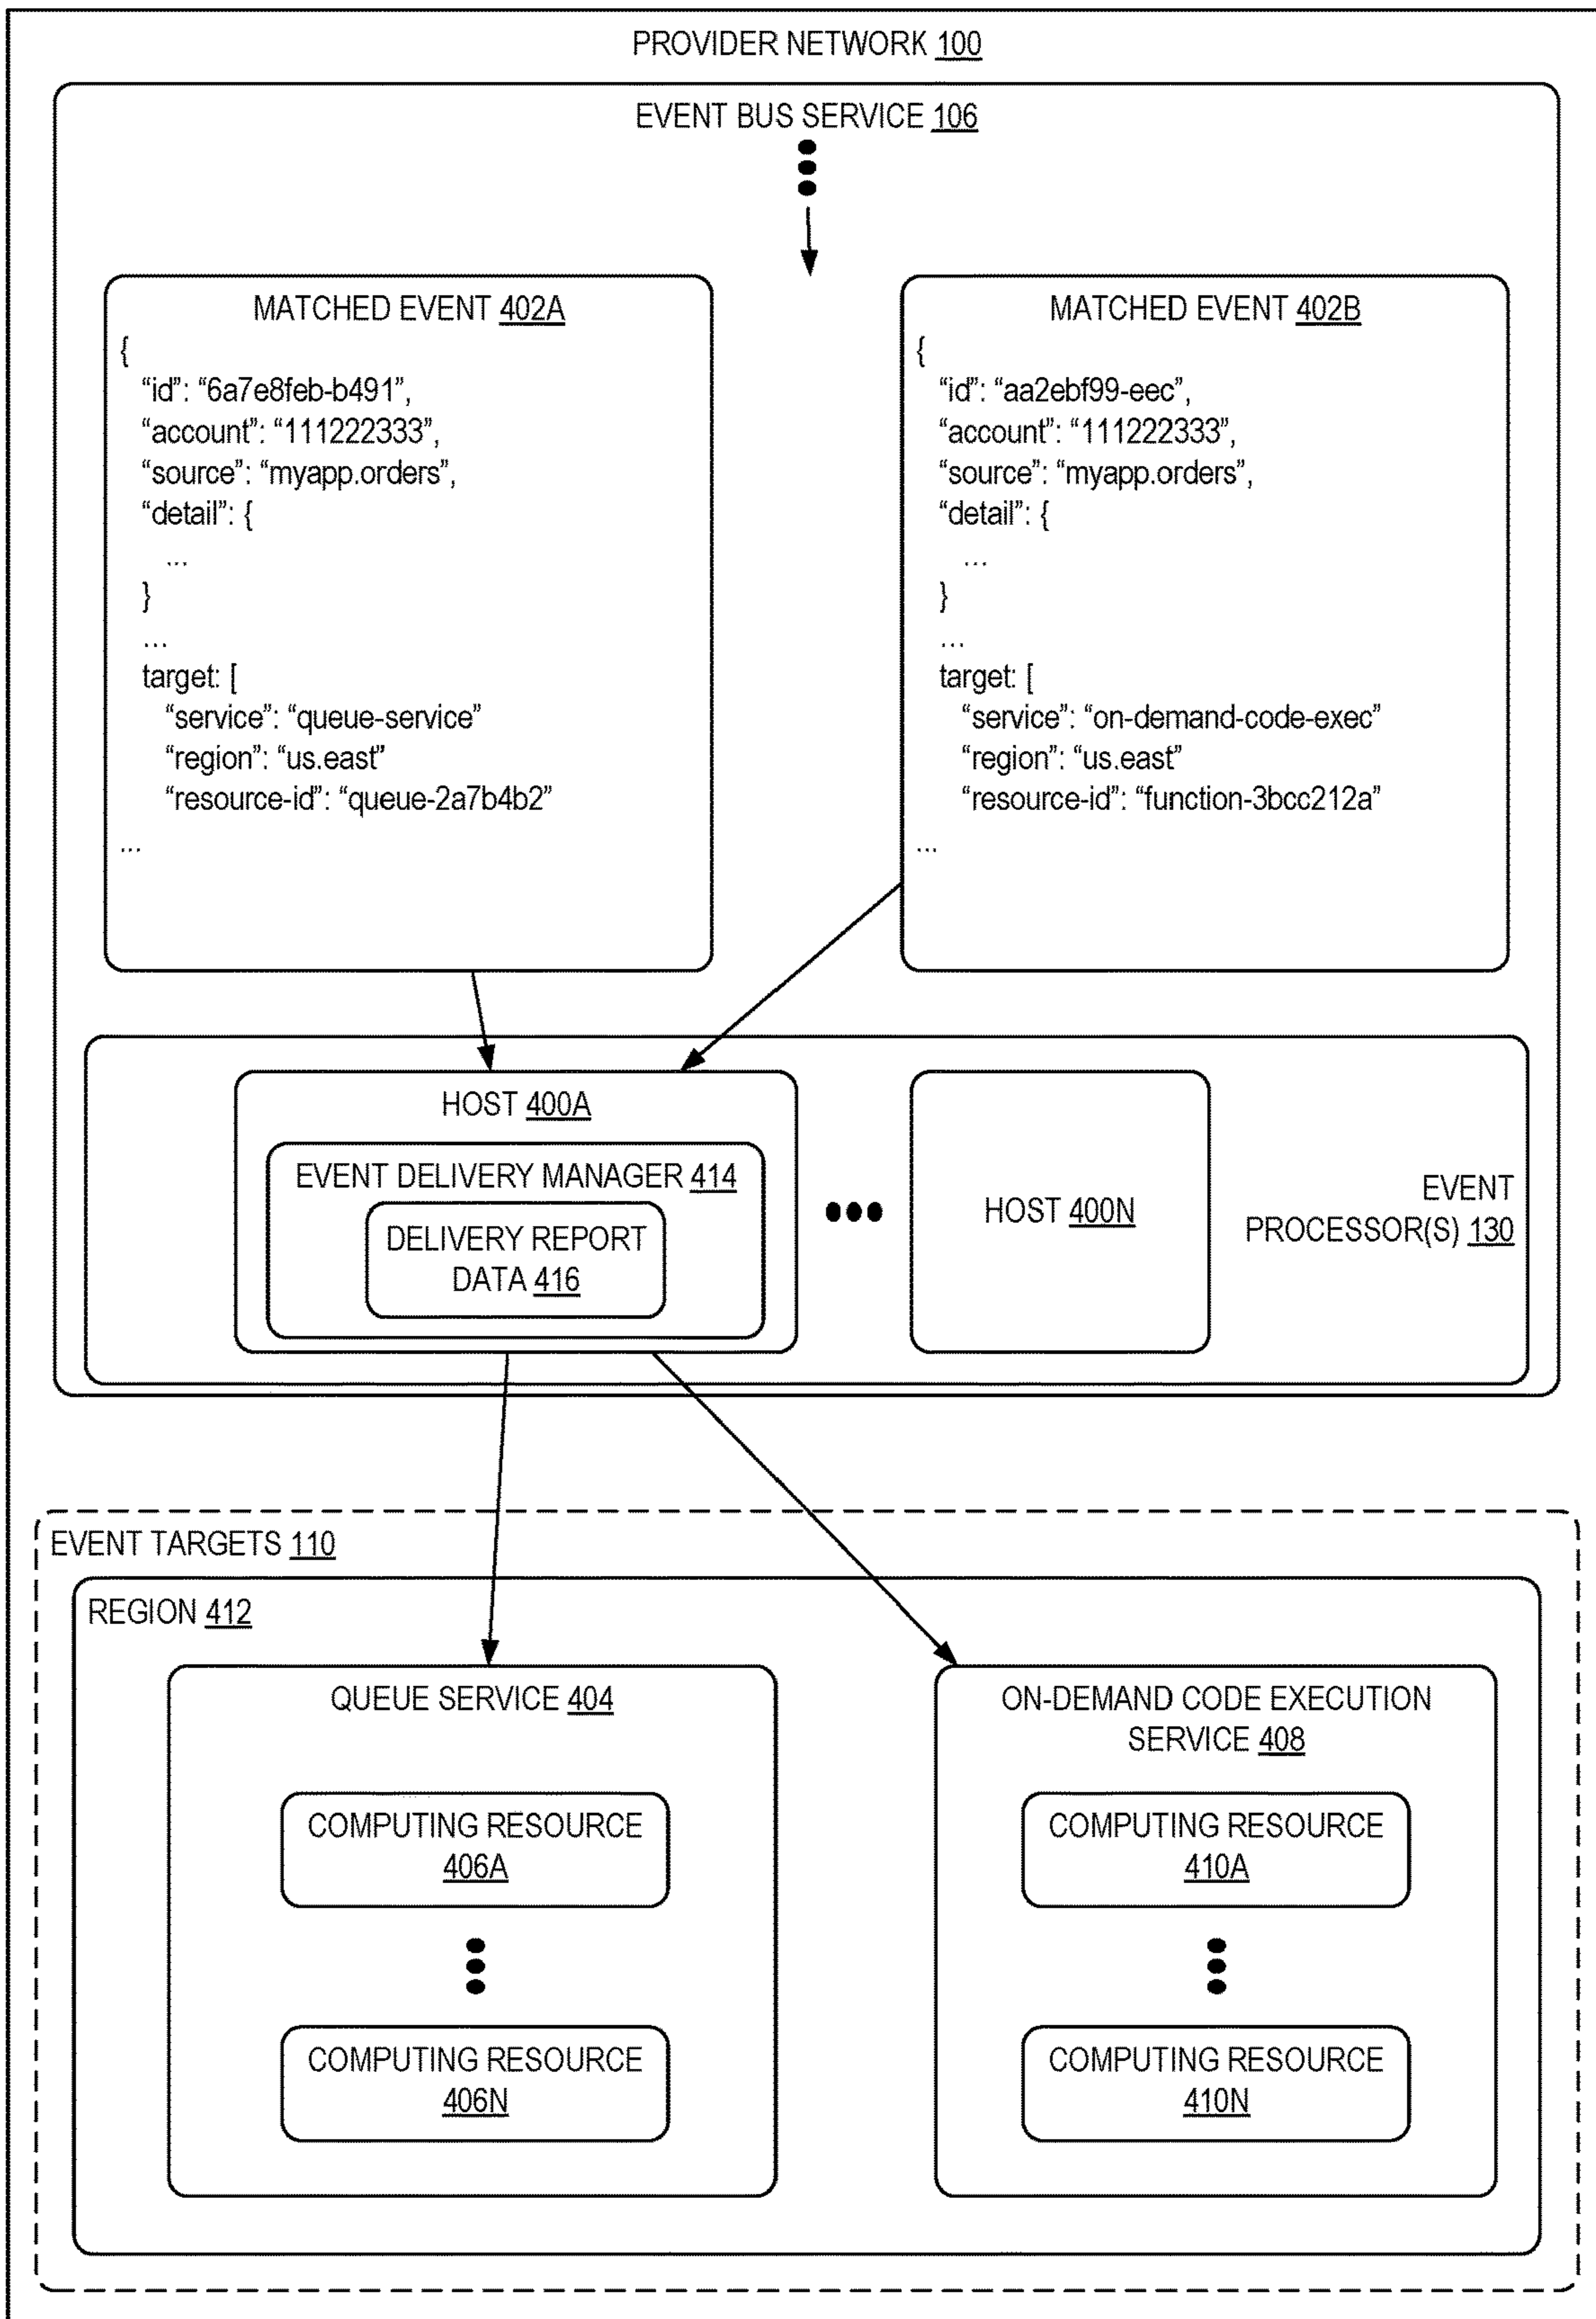 PROVIDER NETWORK 100
EVENT BUS SERVICE 106
MATCHED EVENT 402A
{
“id”: “6a7e8feb-b491”,
“account”: “111222333”,
“source”: “myapp.orders”,
“detail”: {
...
}
...
target: [
“service”: “queue-service”
“region”: “us.east”
“resource-id”: “queue-2a7b4b2”
...
MATCHED EVENT 402B
{
“id”: “aa2ebf99-eec”,
“account”: “111222333”,
“source”: “myapp.orders”,
“detail”: {
...
}
...
target: [
“service”: “on-demand-code-exec”
“region”: “us.east”
“resource-id”: “function-3bcc212a”
...
HOST 400A
EVENT DELIVERY MANAGER 414
DELIVERY REPORT
DATA 416
HOST 400N
EVENT
PROCESSOR(S) 130
EVENT TARGETS 110
REGION 412
QUEUE SERVICE 404
COMPUTING RESOURCE
406A
COMPUTING RESOURCE
406N
ON-DEMAND CODE EXECUTION
SERVICE 408
COMPUTING RESOURCE
410A
COMPUTING RESOURCE
410N